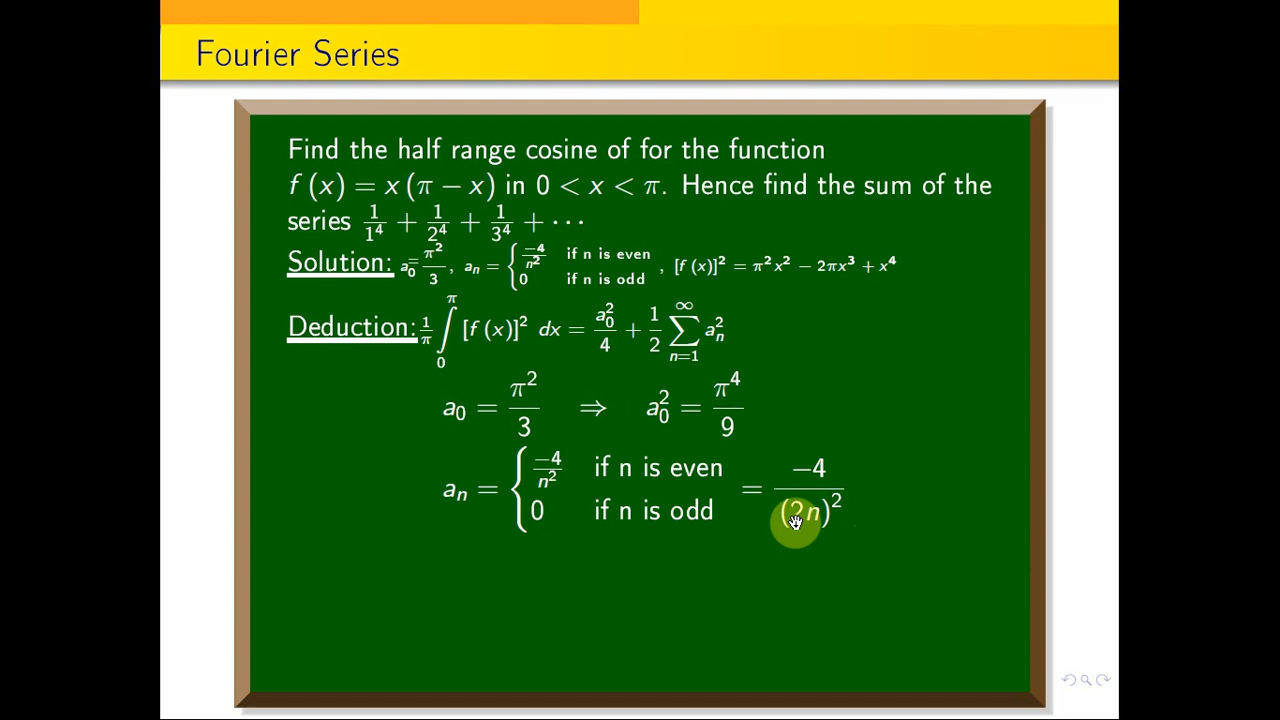 Fourier Series
Find the half range cosine of for the function
f (x) = x (π − x) in 0 < x < π. Hence find the sum of the
series 1/1⁴ + 1/2⁴ + 1/3⁴ + ⋯
Solution: a₀ = π²/3, aₙ = { −4/n² if n is even; 0 if n is odd , [f (x)]² = π²x² − 2πx³ + x⁴
Deduction: 1/π ∫₀^π [f (x)]² dx = a₀²/4 + 1/2 ∑_{n=1}^∞ aₙ²
a₀ = π²/3 ⇒ a₀² = π⁴/9
aₙ = { −4/n² if n is even; 0 if n is odd = −4/(2n)²